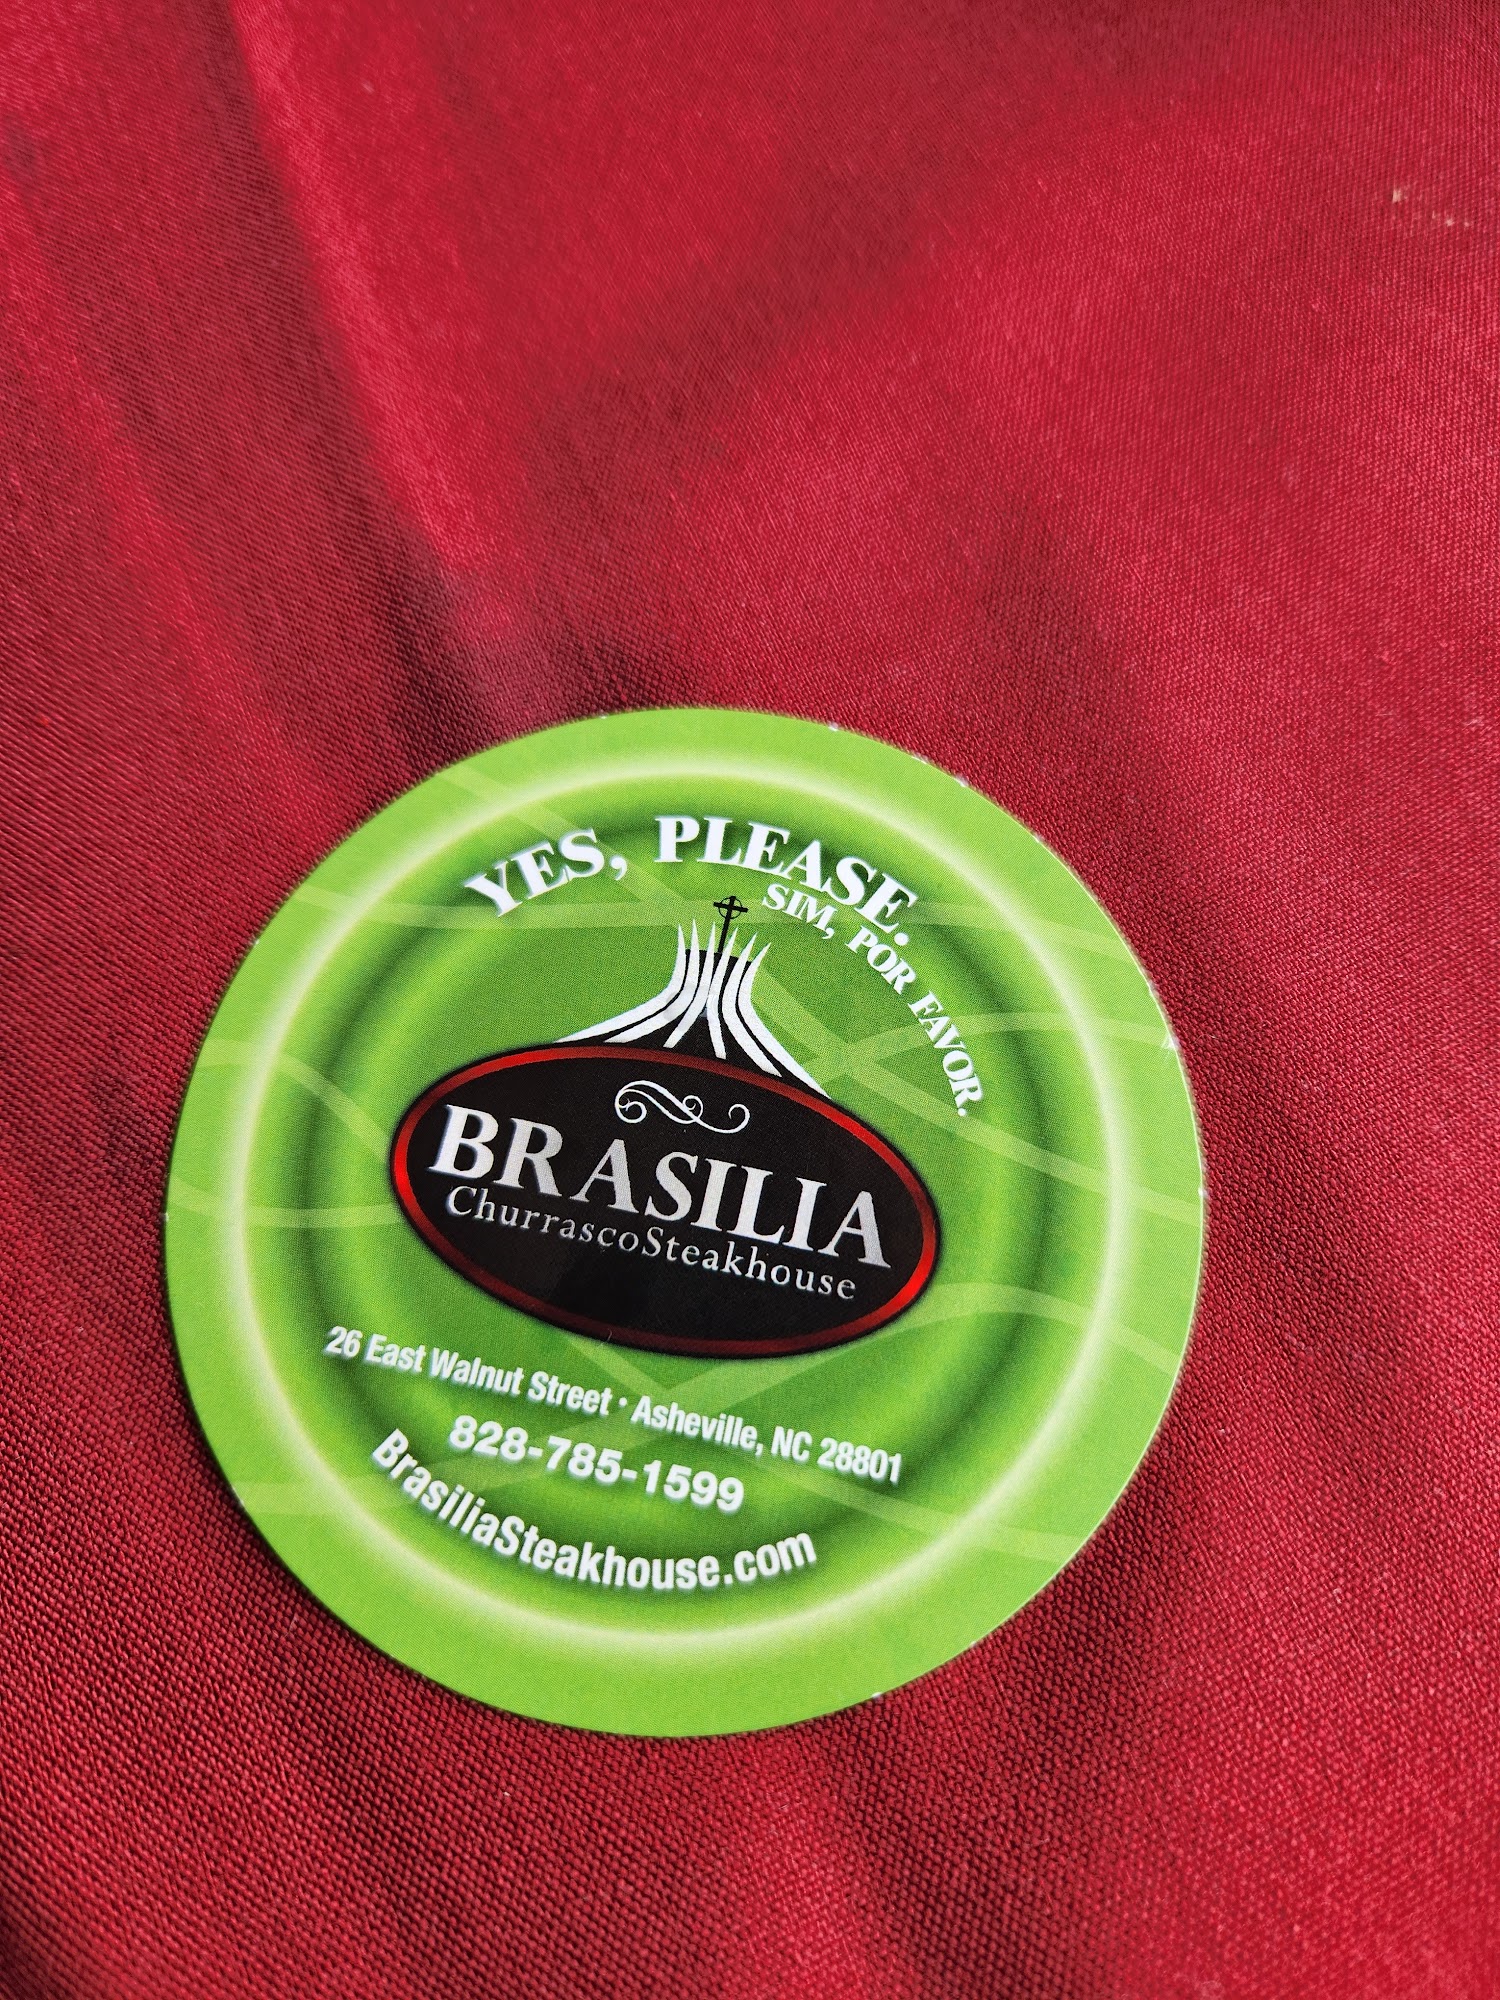 YES, PLEASE.
SIM, POR FAVOR.
BRASILIA
ChurrascoSteakhouse
26 East Walnut Street • Asheville, NC 28801
828-785-1599
BrasiliaSteakhouse.com